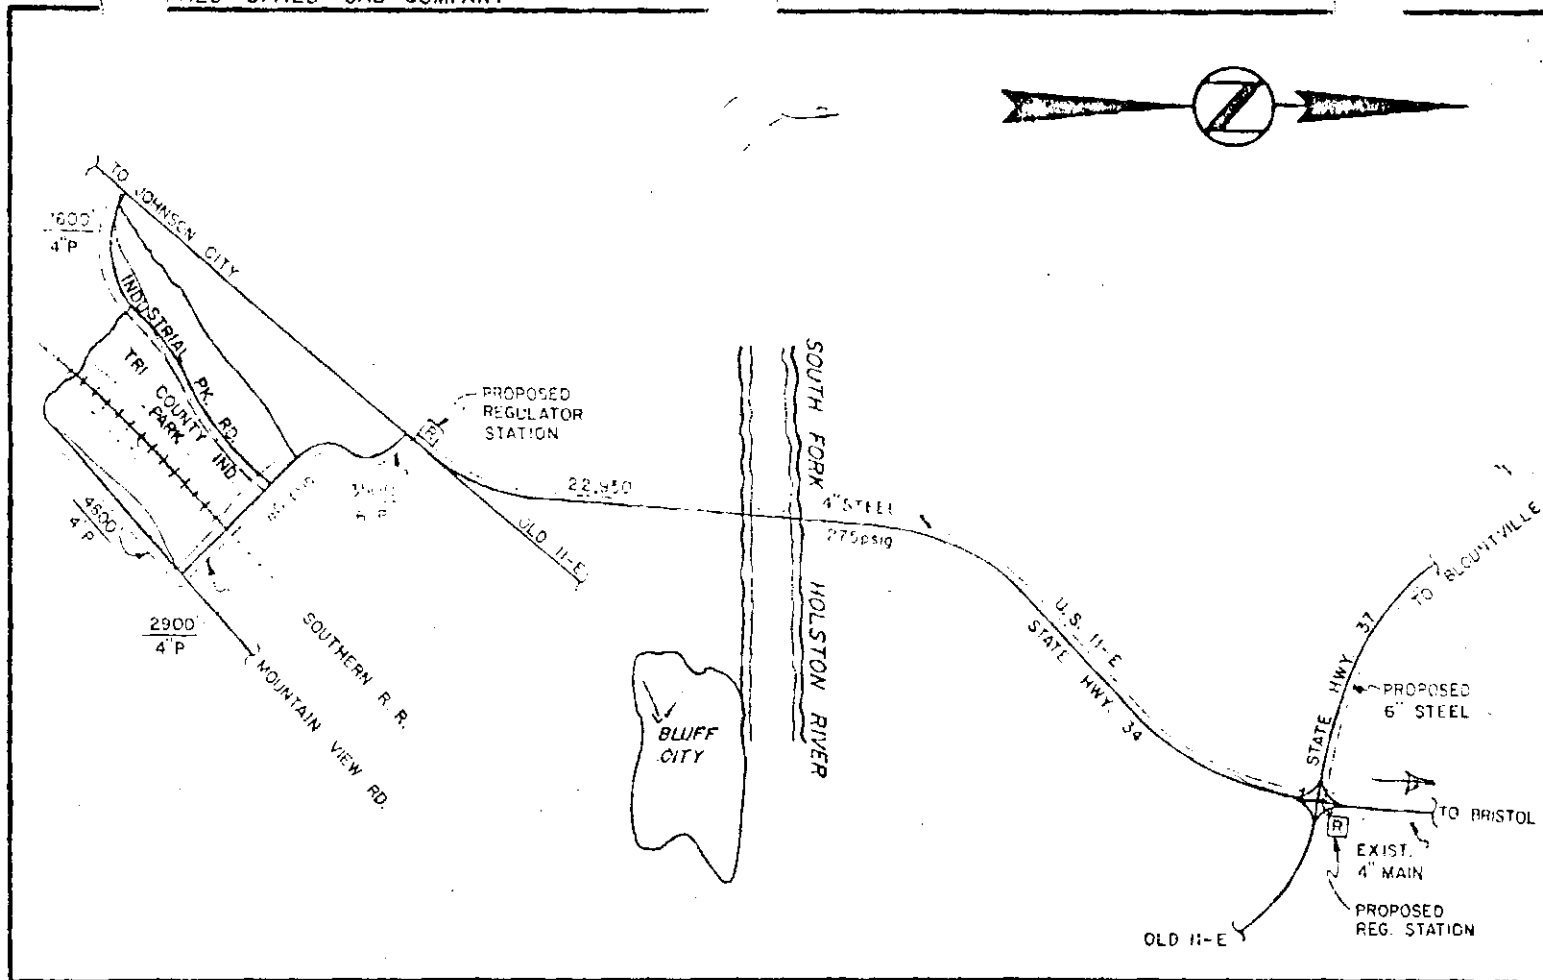 GAS COMPANY
TO JOHNSON CITY
4"P
INDUSTRIAL PK. RD.
TRI COUNTY IND.
PARK
PROPOSED
REGULATOR
STATION
R
4600'
4"P
2900'
4"P
SOUTHERN R. R.
MOUNTAIN VIEW RD.
OLD 11-E
22,950
4" STEEL
275psig
SOUTH FORK HOLSTON RIVER
BLUFF
CITY
U.S. 11-E
STATE HWY. 34
STATE HWY. 37
TO BLOUNTVILLE
PROPOSED
6" STEEL
TO BRISTOL
R
EXIST.
4" MAIN
PROPOSED
REG. STATION
OLD 11-E